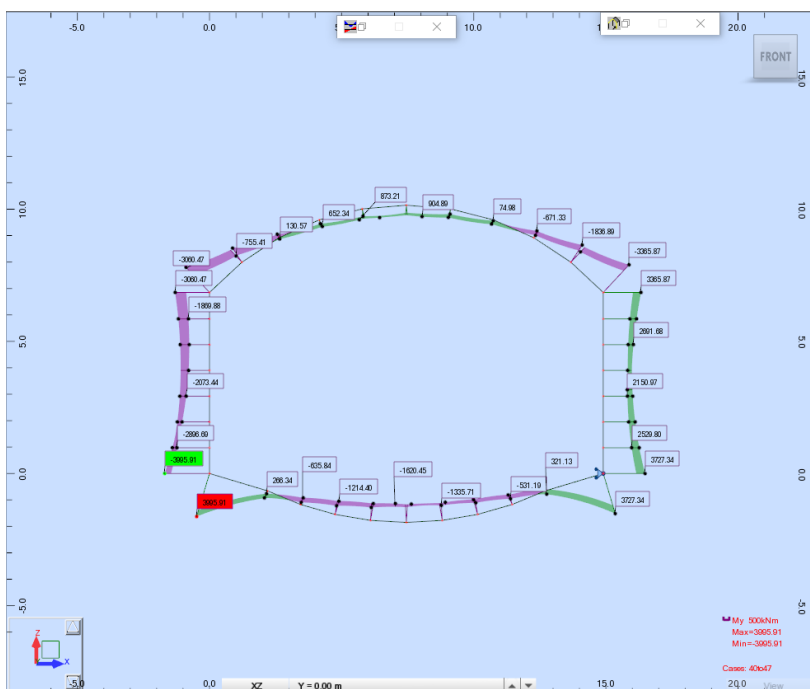 -5.0 0.0 5.0 10.0 20.0
FRONT
15.0 15.0
873.21
652.34 904.89
10.0 130.57 74.98 10.0
-755.41 -671.33
-1836.89
-3060.47 -3365.87
-3060.47 3365.87
-1869.88
5.0 2691.68 5.0
-2073.44 2150.97
-2896.69 2529.80
-3995.91 3727.34
0.0 0.0
266.34 -635.84 -1620.45 321.13
3995.91 -1214.40 -1335.71 -531.19 3727.34
-5.0 -5.0
My 500kNm
Max=3995.91
Min=-3995.91
Z
X
Cases: 40to47
-5.0 0.0 XZ Y = 0.00 m 15.0 20.0
View